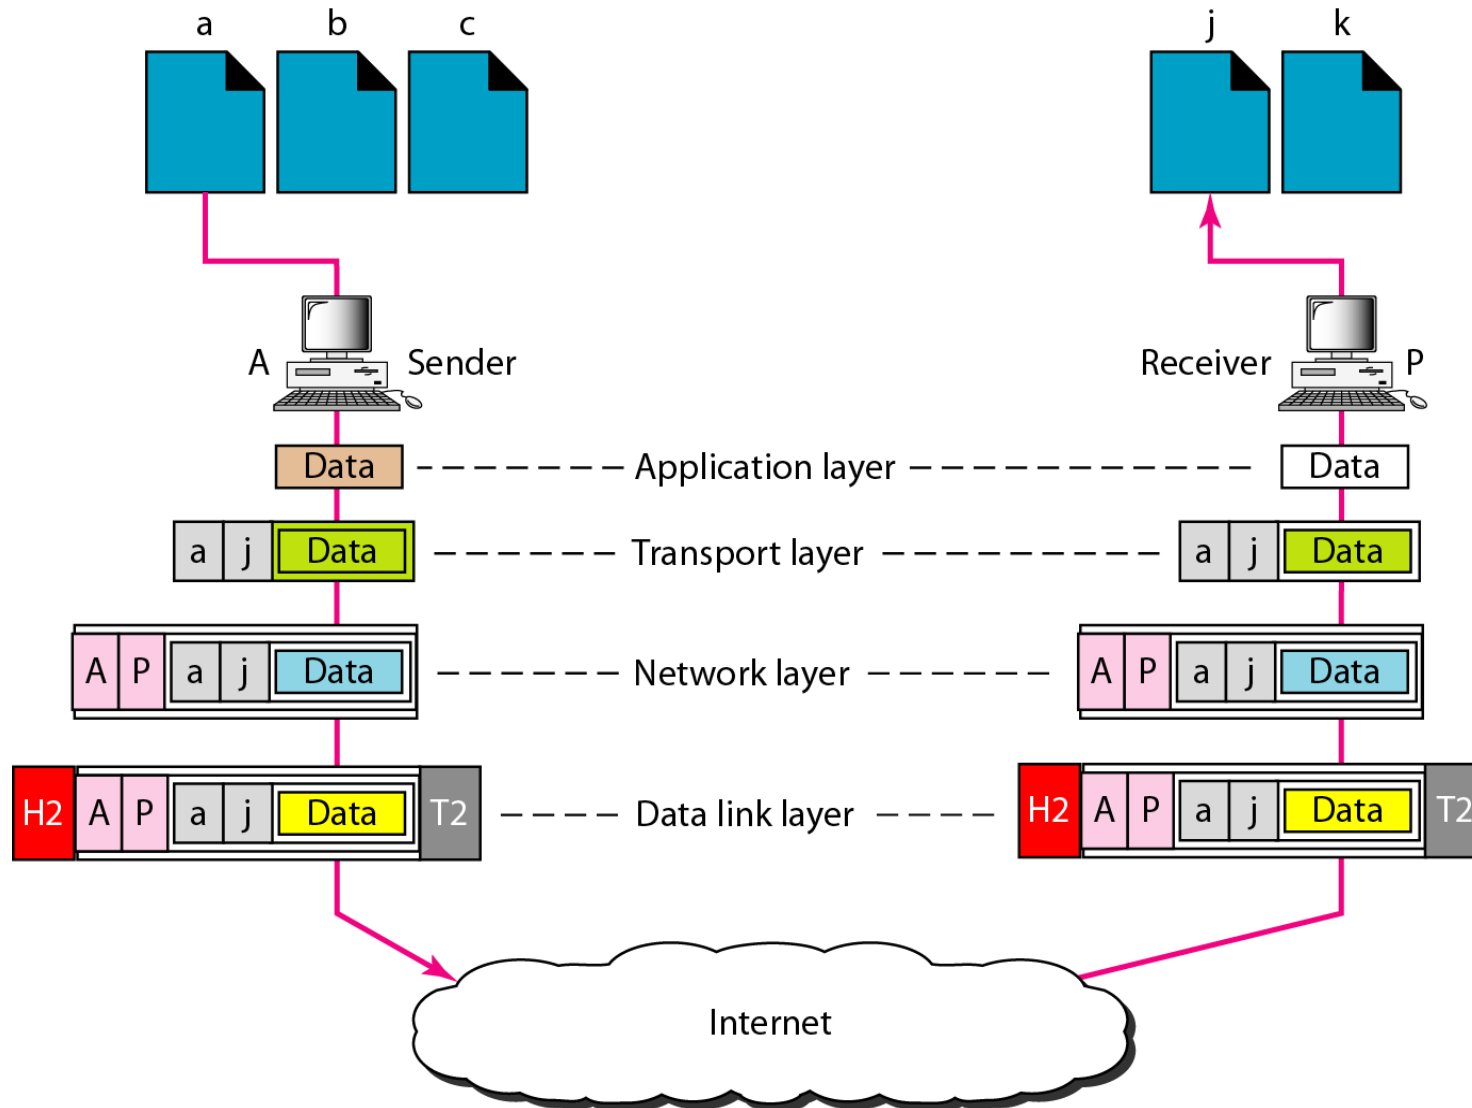 a b c j k
A Sender Receiver P
Data Application layer Data
a j Data Transport layer a j Data
A P a j Data Network layer A P a j Data
H2 A P a j Data T2 Data link layer H2 A P a j Data T2
Internet